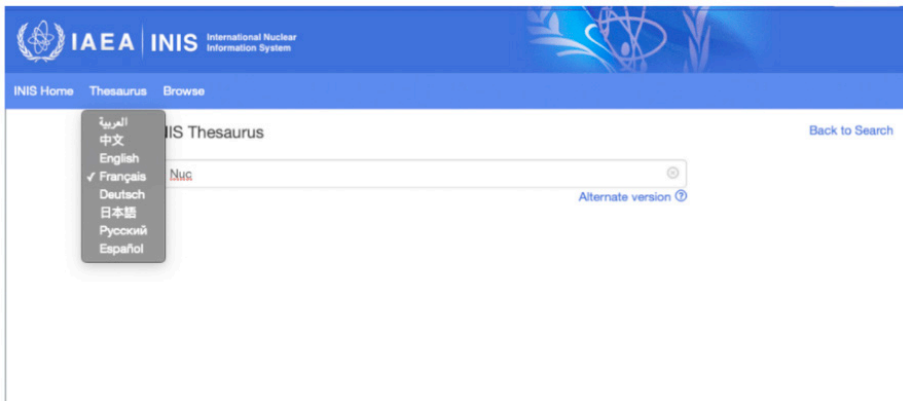 IAEA INIS International Nuclear
Information System
INIS Home Thesaurus Browse
العربية
中文
English
✓ Français
Deutsch
日本語
Русский
Español
IIS Thesaurus
Back to Search
Nuc
Alternate version